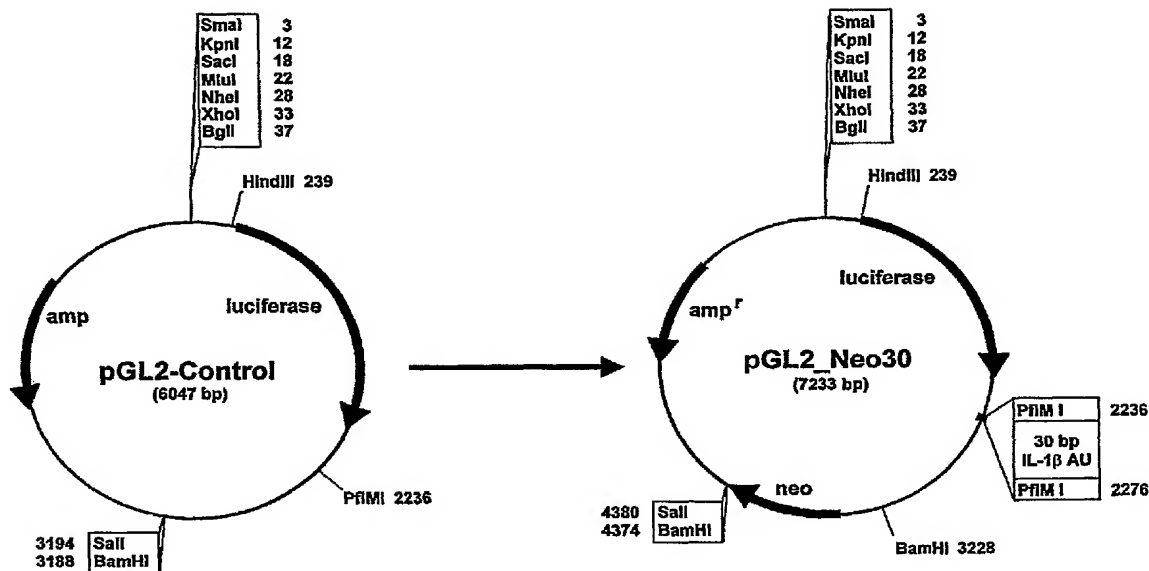 SmaI 3
KpnI 12
SacI 18
MluI 22
NheI 28
XhoI 33
BglI 37
HindIII 239
amp
luciferase
pGL2-Control
(6047 bp)
PflMI 2236
3194 SalI
3188 BamHI
SmaI 3
KpnI 12
SacI 18
MluI 22
NheI 28
XhoI 33
BglI 37
HindIII 239
luciferase
amp r
pGL2_Neo30
(7233 bp)
PflM I 2236
30 bp
IL-1β AU
PflM I 2276
neo
4380 SalI
4374 BamHI
BamHI 3228